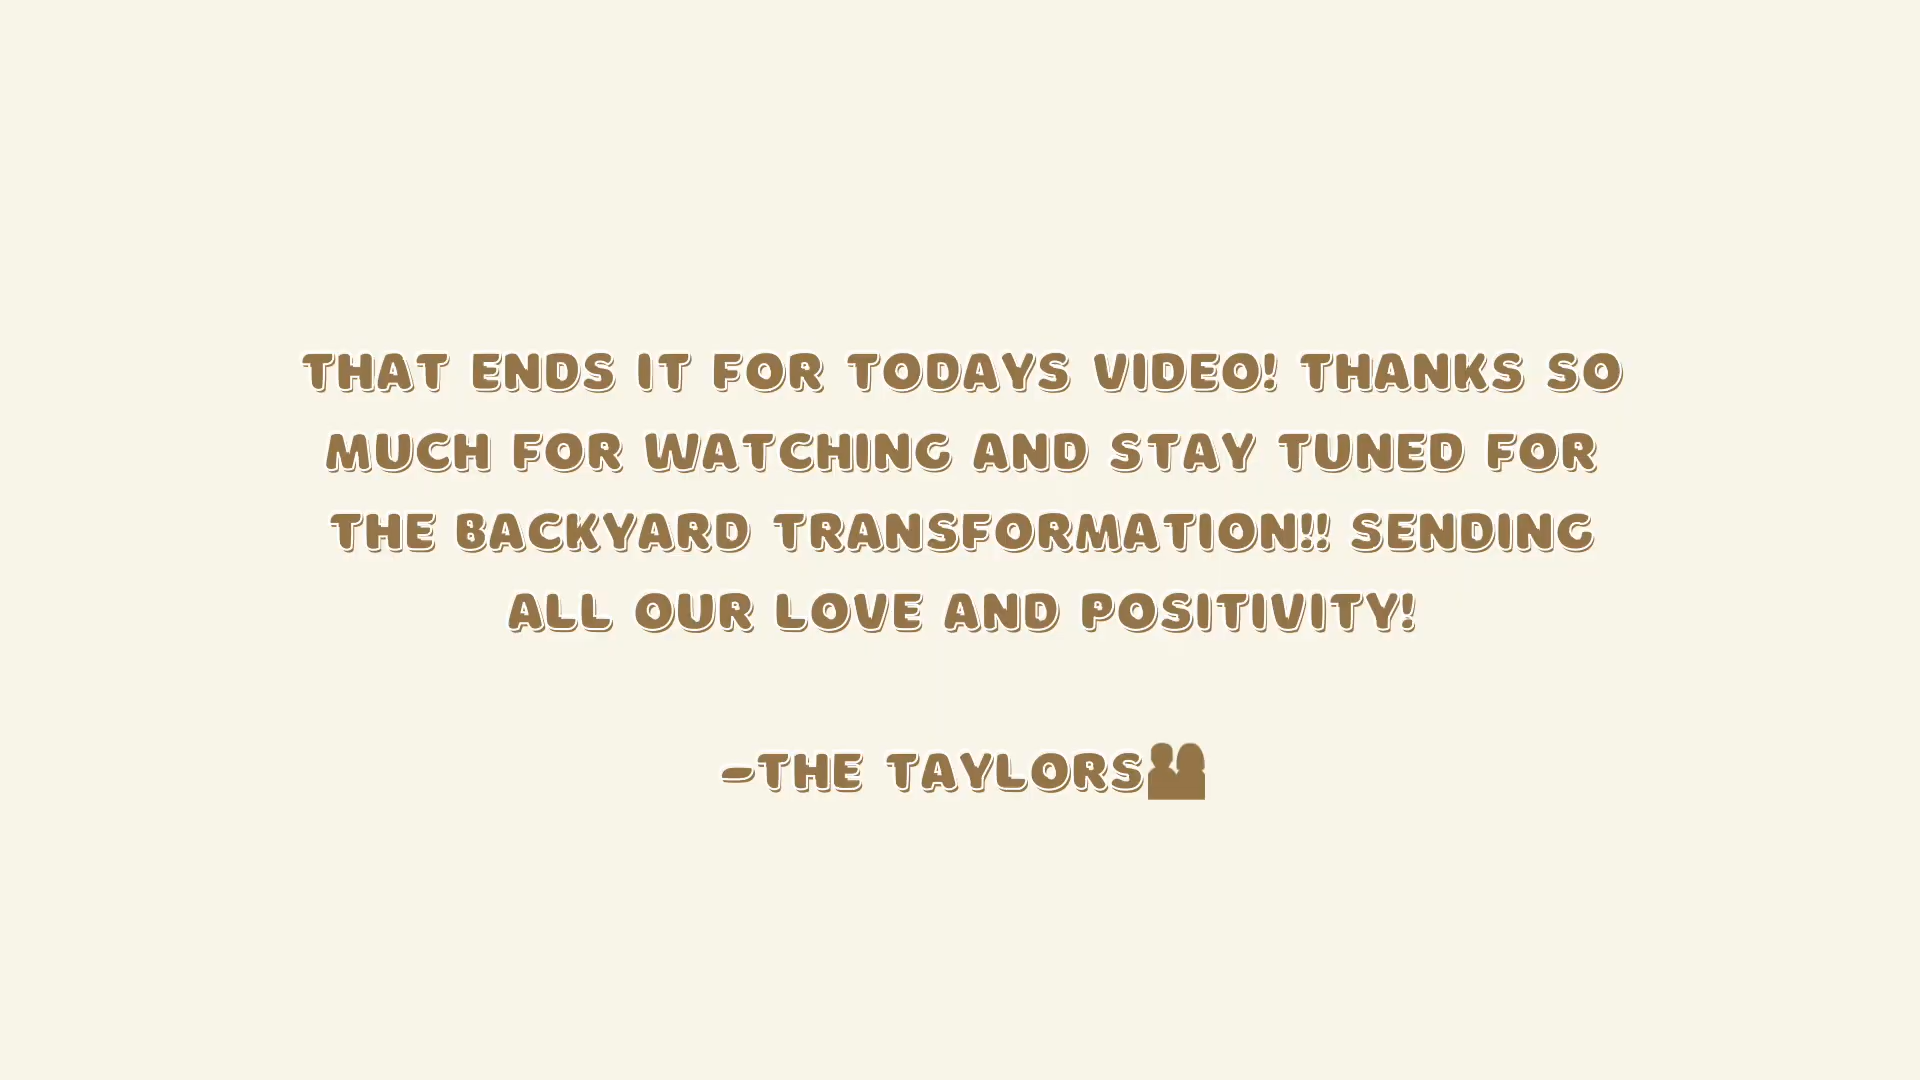 THAT ENDS IT FOR TODAYS VIDEO! THANKS SO
MUCH FOR WATCHING AND STAY TUNED FOR
THE BACKYARD TRANSFORMATION!! SENDING
ALL OUR LOVE AND POSITIVITY!
-THE TAYLORS